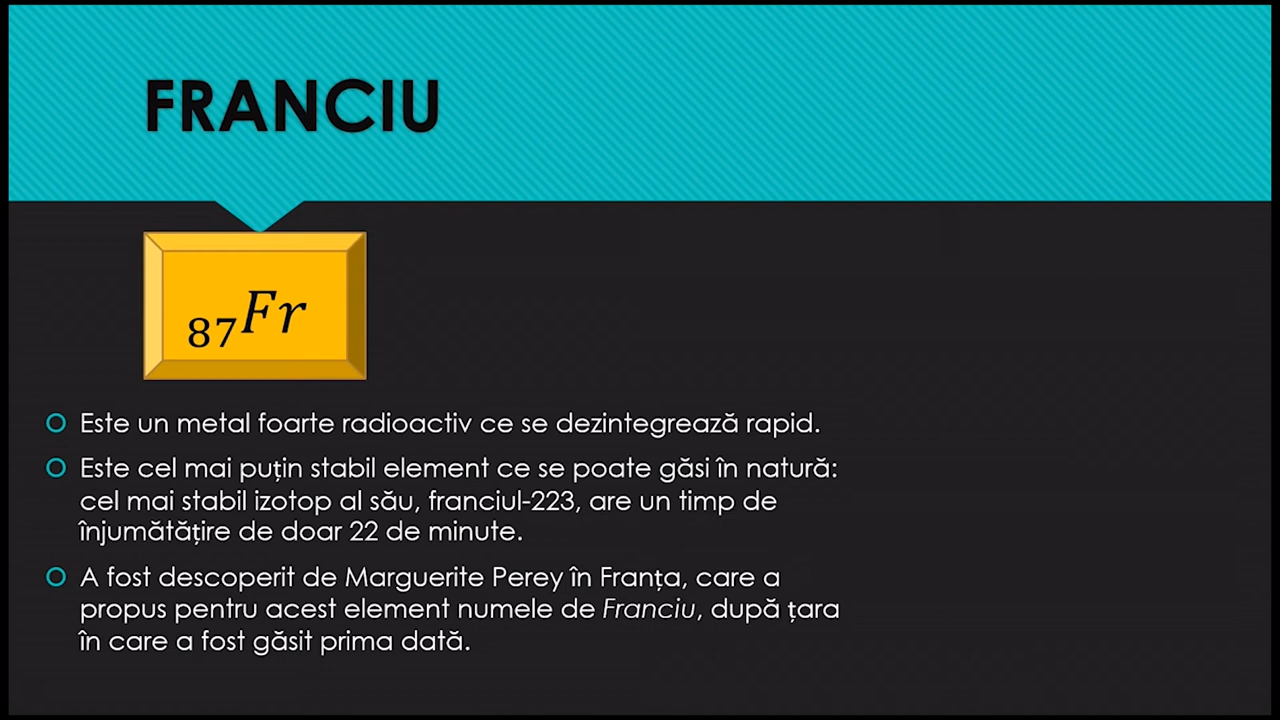 FRANCIU
87Fr
Este un metal foarte radioactiv ce se dezintegrează rapid.
Este cel mai puțin stabil element ce se poate găsi în natură:
cel mai stabil izotop al său, franciul-223, are un timp de
înjumătățire de doar 22 de minute.
A fost descoperit de Marguerite Perey în Franța, care a
propus pentru acest element numele de Franciu, după țara
în care a fost găsit prima dată.